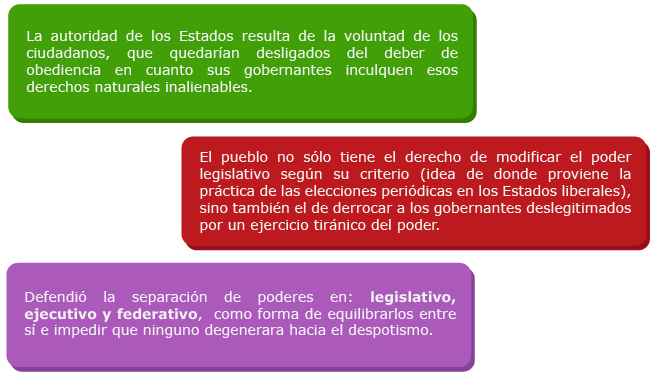 La autoridad de los Estados resulta de la voluntad de los
ciudadanos, que quedarían desligados del deber de
obediencia en cuanto sus gobernantes inculquen esos
derechos naturales inalienables.
El pueblo no sólo tiene el derecho de modificar el poder
legislativo según su criterio (idea de donde proviene la
práctica de las elecciones periódicas en los Estados liberales),
sino también el de derrocar a los gobernantes deslegitimados
por un ejercicio tiránico del poder.
Defendió la separación de poderes en: legislativo,
ejecutivo y federativo, como forma de equilibrarlos entre
sí e impedir que ninguno degenerara hacia el despotismo.